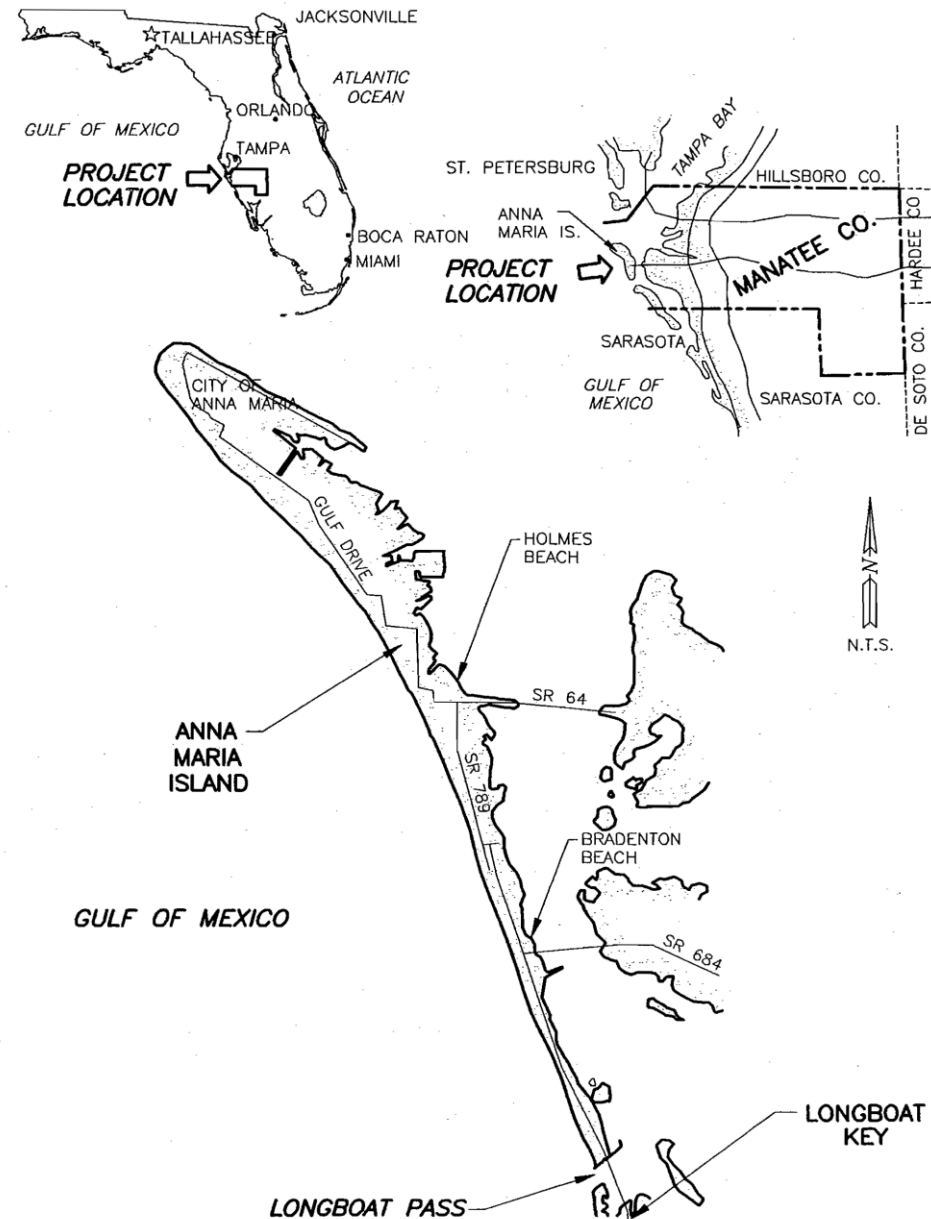 JACKSONVILLE
TALLAHASSEE
ATLANTIC
OCEAN
ORLANDO
GULF OF MEXICO
TAMPA
PROJECT
LOCATION
BOCA RATON
MIAMI
ST. PETERSBURG
TAMPA BAY
HILLSBORO CO.
ANNA
MARIA IS.
MANATEE CO.
HARDEE CO
PROJECT
LOCATION
SARASOTA
GULF OF
MEXICO
SARASOTA CO.
DE SOTO CO.
CITY OF
ANNA MARIA
GULF DRIVE
HOLMES
BEACH
N
N.T.S.
SR 64
ANNA
MARIA
ISLAND
SR 789
BRADENTON
BEACH
GULF OF MEXICO
SR 684
LONGBOAT
KEY
LONGBOAT PASS